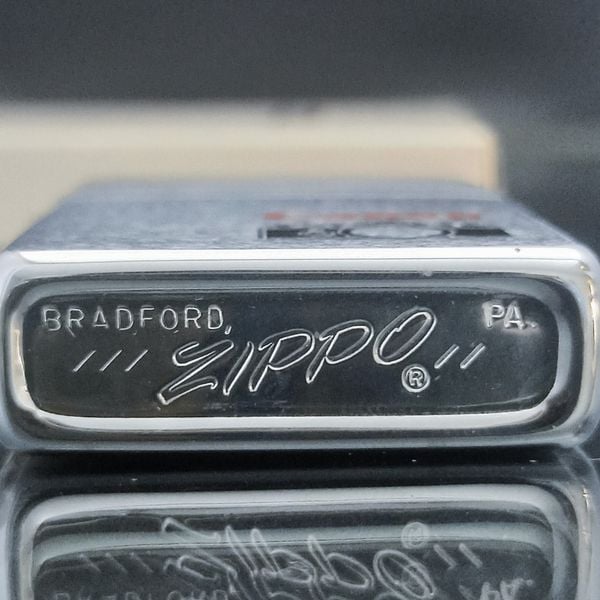 BRADFORD, PA.
/// ZIPPO ® //